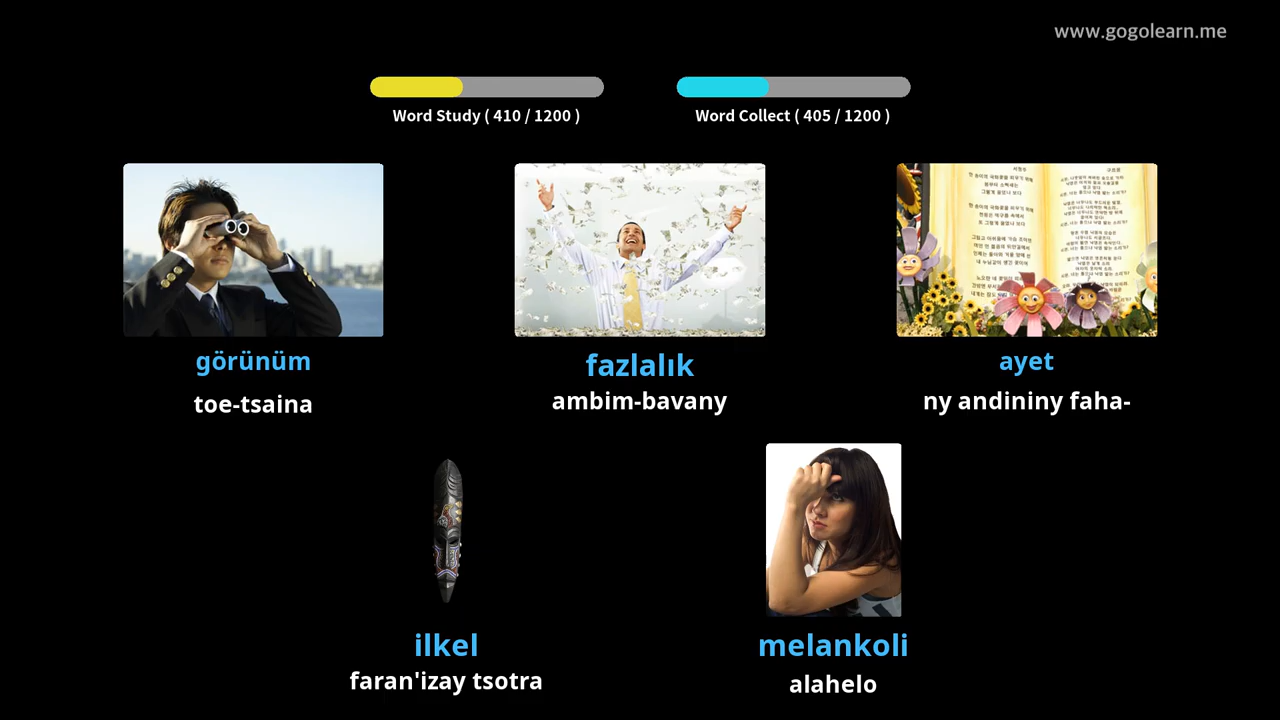 www.gogolearn.me
Word Study ( 410 / 1200 )
Word Collect ( 405 / 1200 )
görünüm
toe-tsaina
fazlalık
ambim-bavany
ayet
ny andininy faha-
ilkel
faran'izay tsotra
melankoli
alahelo